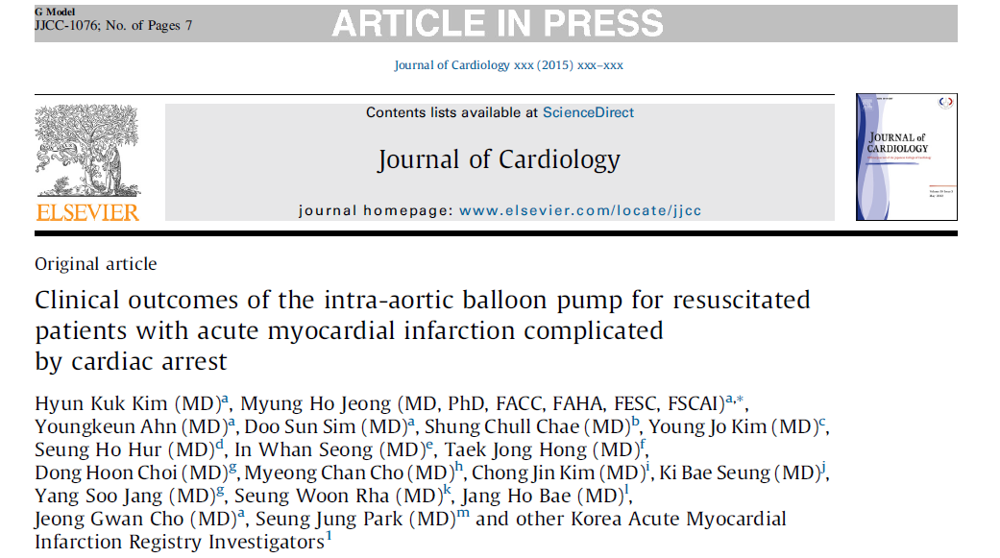 G Model
JJCC-1076; No. of Pages 7
ARTICLE IN PRESS
Journal of Cardiology xxx (2015) xxx–xxx
Contents lists available at ScienceDirect
Journal of Cardiology
journal homepage: www.elsevier.com/locate/jjcc
ELSEVIER
JOURNAL of
CARDIOLOGY
Original article
Clinical outcomes of the intra-aortic balloon pump for resuscitated
patients with acute myocardial infarction complicated
by cardiac arrest
Hyun Kuk Kim (MD)ᵃ, Myung Ho Jeong (MD, PhD, FACC, FAHA, FESC, FSCAI)ᵃ,*,
Youngkeun Ahn (MD)ᵃ, Doo Sun Sim (MD)ᵃ, Shung Chull Chae (MD)ᵇ, Young Jo Kim (MD)ᶜ,
Seung Ho Hur (MD)ᵈ, In Whan Seong (MD)ᵉ, Taek Jong Hong (MD)ᶠ,
Dong Hoon Choi (MD)ᵍ, Myeong Chan Cho (MD)ʰ, Chong Jin Kim (MD)ⁱ, Ki Bae Seung (MD)ʲ,
Yang Soo Jang (MD)ᵍ, Seung Woon Rha (MD)ᵏ, Jang Ho Bae (MD)ˡ,
Jeong Gwan Cho (MD)ᵃ, Seung Jung Park (MD)ᵐ and other Korea Acute Myocardial
Infarction Registry Investigators¹